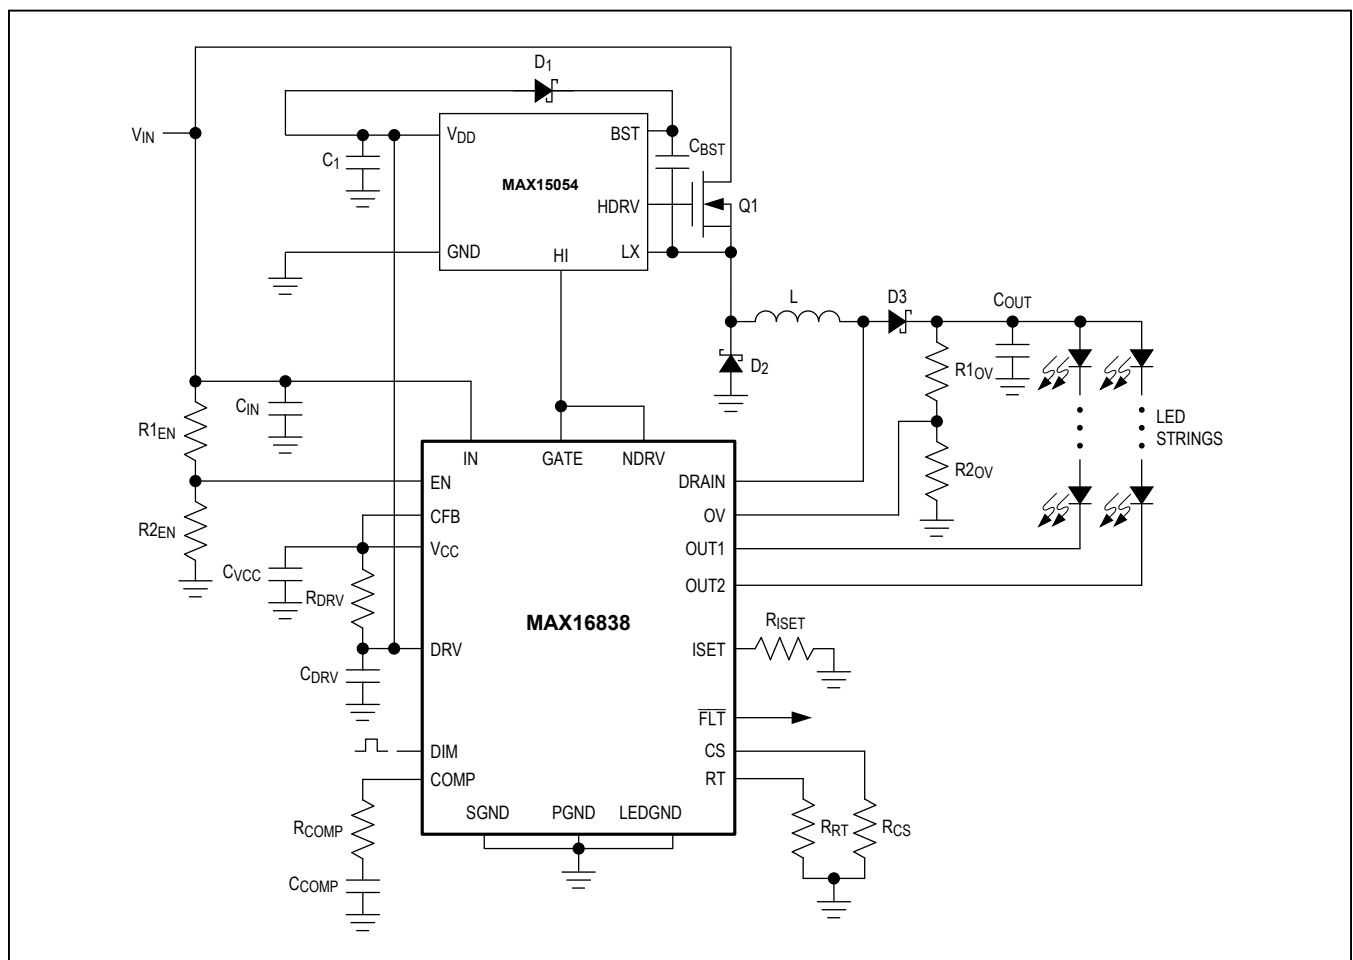 D1
VIN
C1
VDD
BST
CBST
MAX15054
HDRV
Q1
GND
HI
LX
L
D3
COUT
D2
R1OV
CIN
R1EN
LED
STRINGS
IN
GATE
NDRV
R2OV
EN
DRAIN
CFB
OV
R2EN
VCC
OUT1
CVCC
RDRV
OUT2
MAX16838
RISET
DRV
ISET
CDRV
FLT
DIM
CS
COMP
RT
SGND
PGND
LEDGND
RCOMP
RRT
RCS
CCOMP